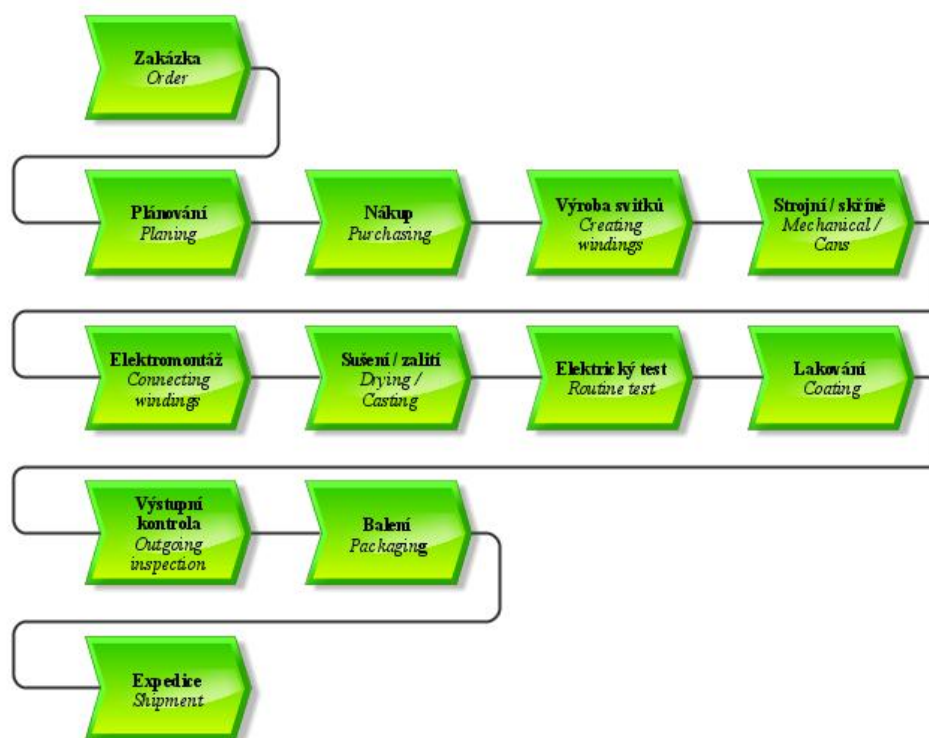 Zakázka
Order
Plánování
Planing
Nákup
Purchasing
Výroba svitků
Creating
windings
Strojní / skříně
Mechanical /
Cans
Elektromontáž
Connecting
windings
Sušení / zalití
Drying /
Casting
Elektrický test
Routine test
Lakování
Coating
Výstupní
kontrola
Outgoing
inspection
Balení
Packaging
Expedice
Shipment